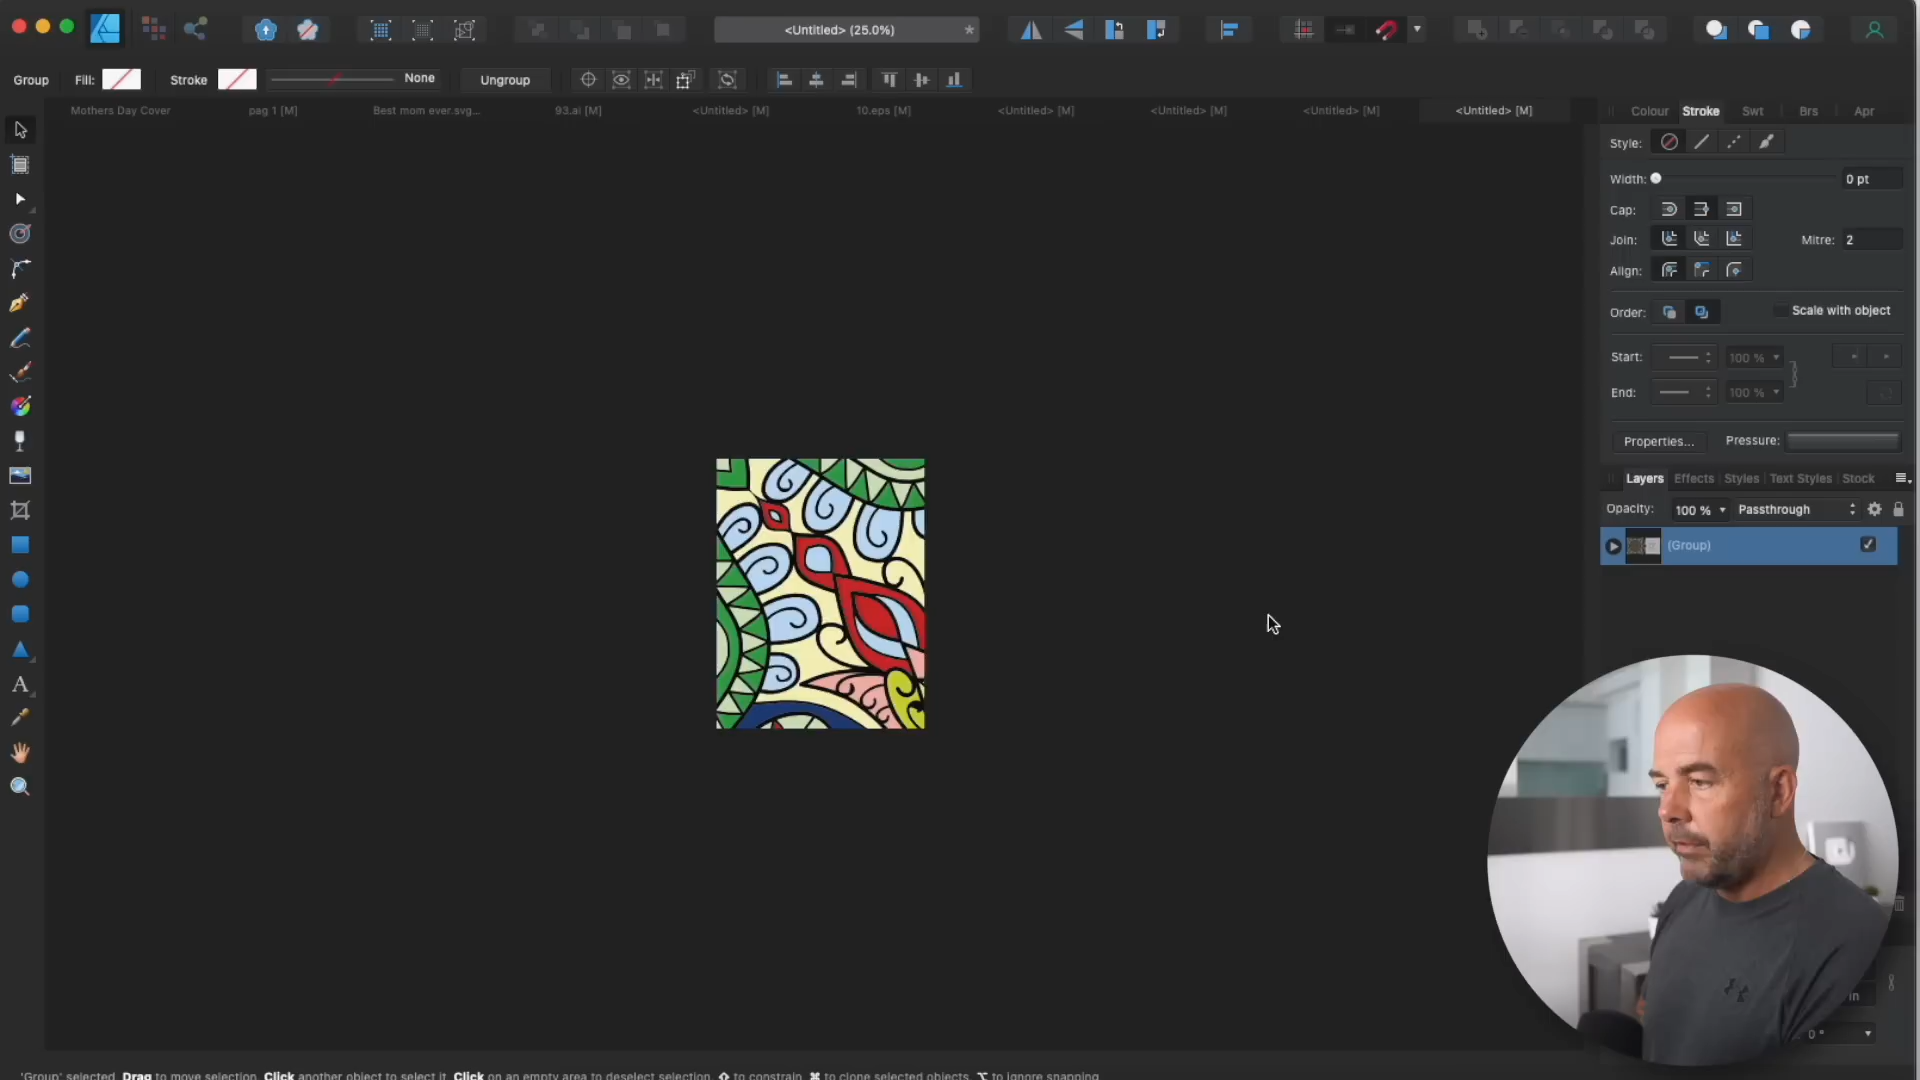 <Untitled> (25.0%) *
Group Fill: Stroke None Ungroup
Mothers Day Cover pag 1 [M] Best mom ever.svg... 93.ai [M] <Untitled> [M] 10.eps [M] <Untitled> [M] <Untitled> [M] <Untitled> [M] <Untitled> [M]
Colour Stroke Swt Brs Apr
Style:
Width: 0 pt
Cap:
Join: Mitre: 2
Align:
Order: Scale with object
Start: 100 %
End: 100 %
Properties... Pressure:
Layers Effects Styles Text Styles Stock
Opacity: 100 % Passthrough
(Group)
in
0 °
'Group' selected. Drag to move selection. Click another object to select it. Click on an empty area to deselect selection. ⇧ to constrain. ⌘ to clone selected objects. ⌥ to ignore snapping.